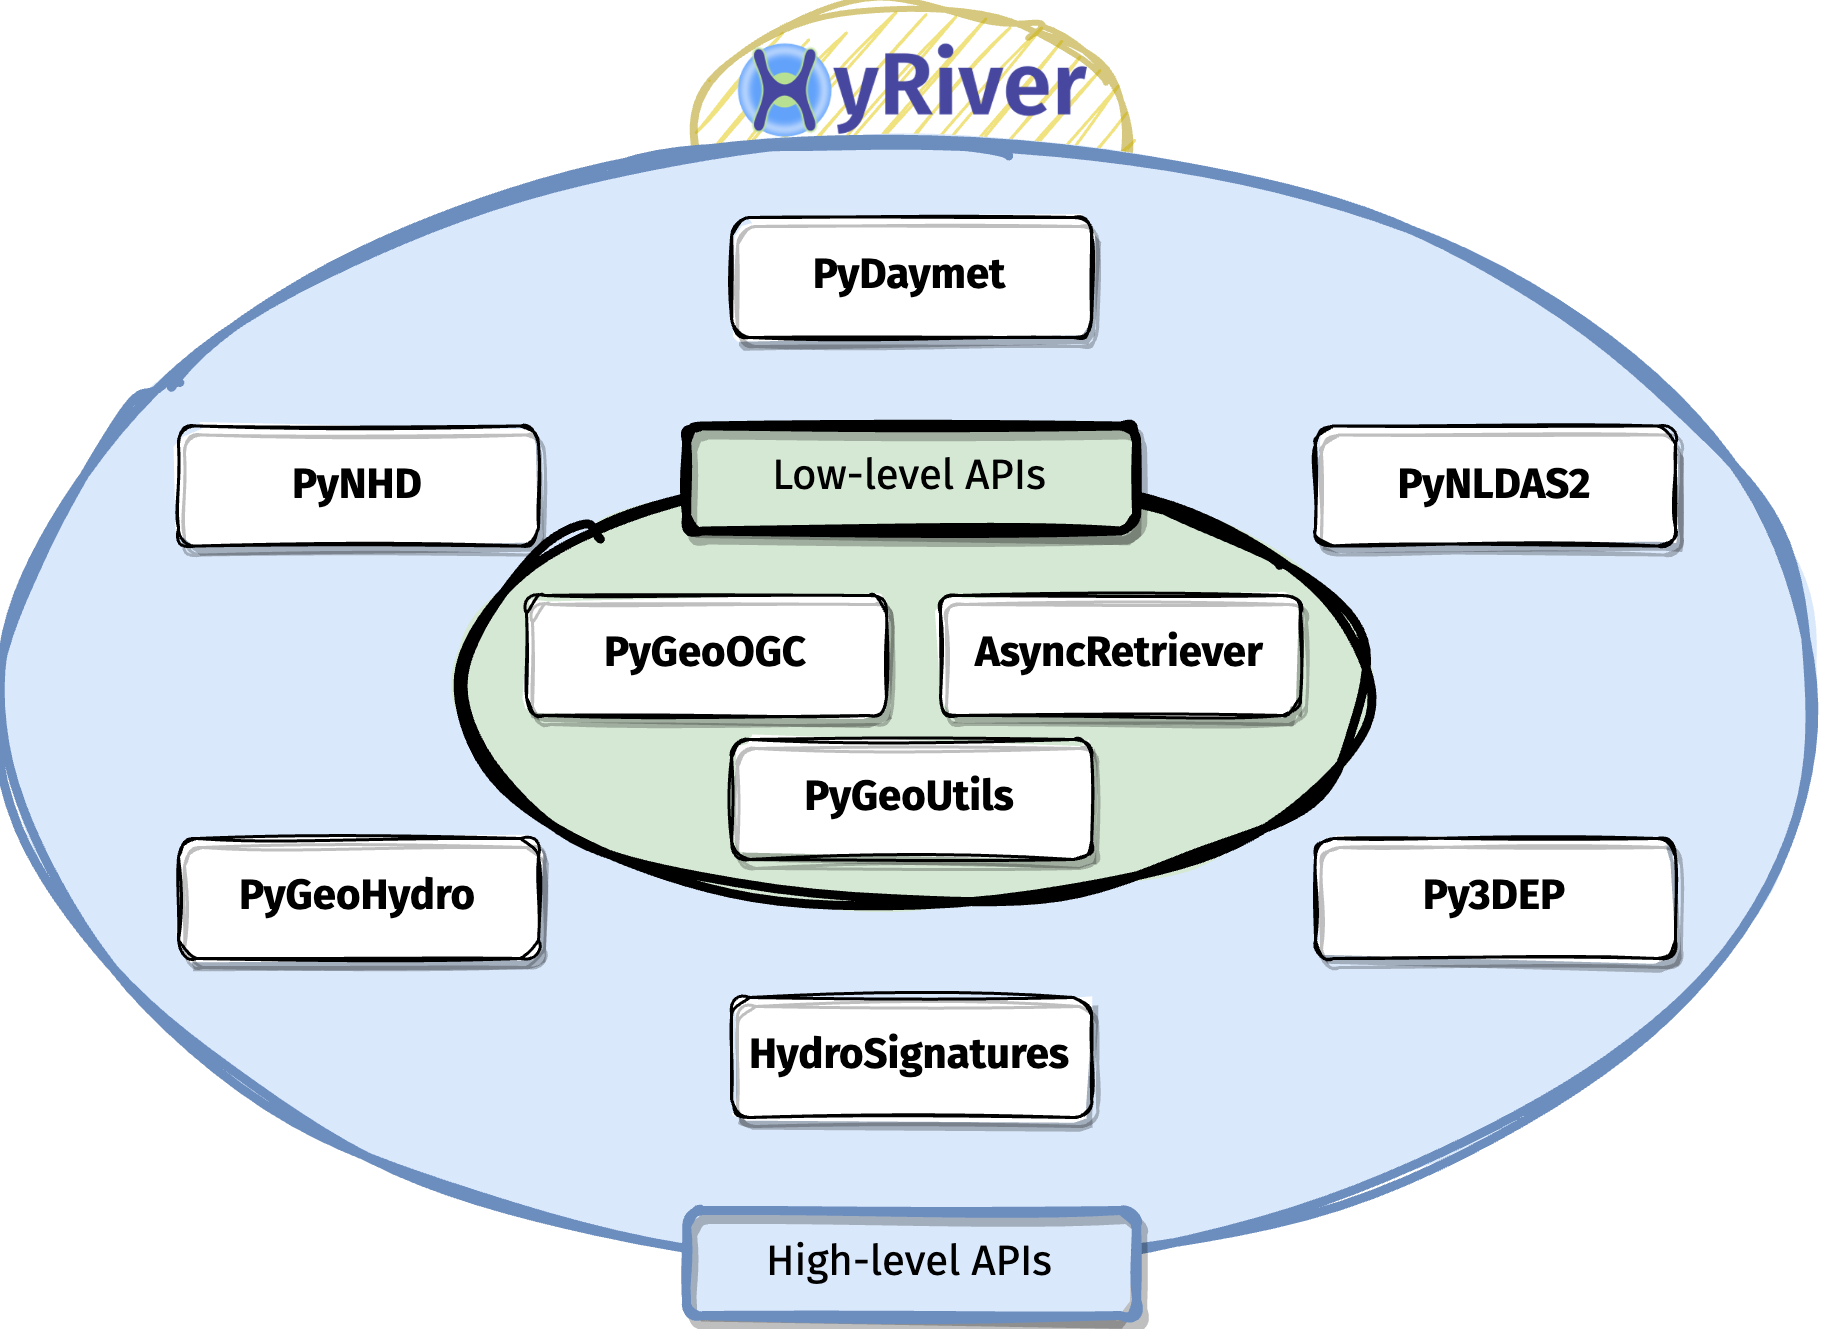 HyRiver
PyDaymet
PyNHD
Low-level APIs
PyNLDAS2
PyGeoOGC
AsyncRetriever
PyGeoUtils
PyGeoHydro
Py3DEP
HydroSignatures
High-level APIs